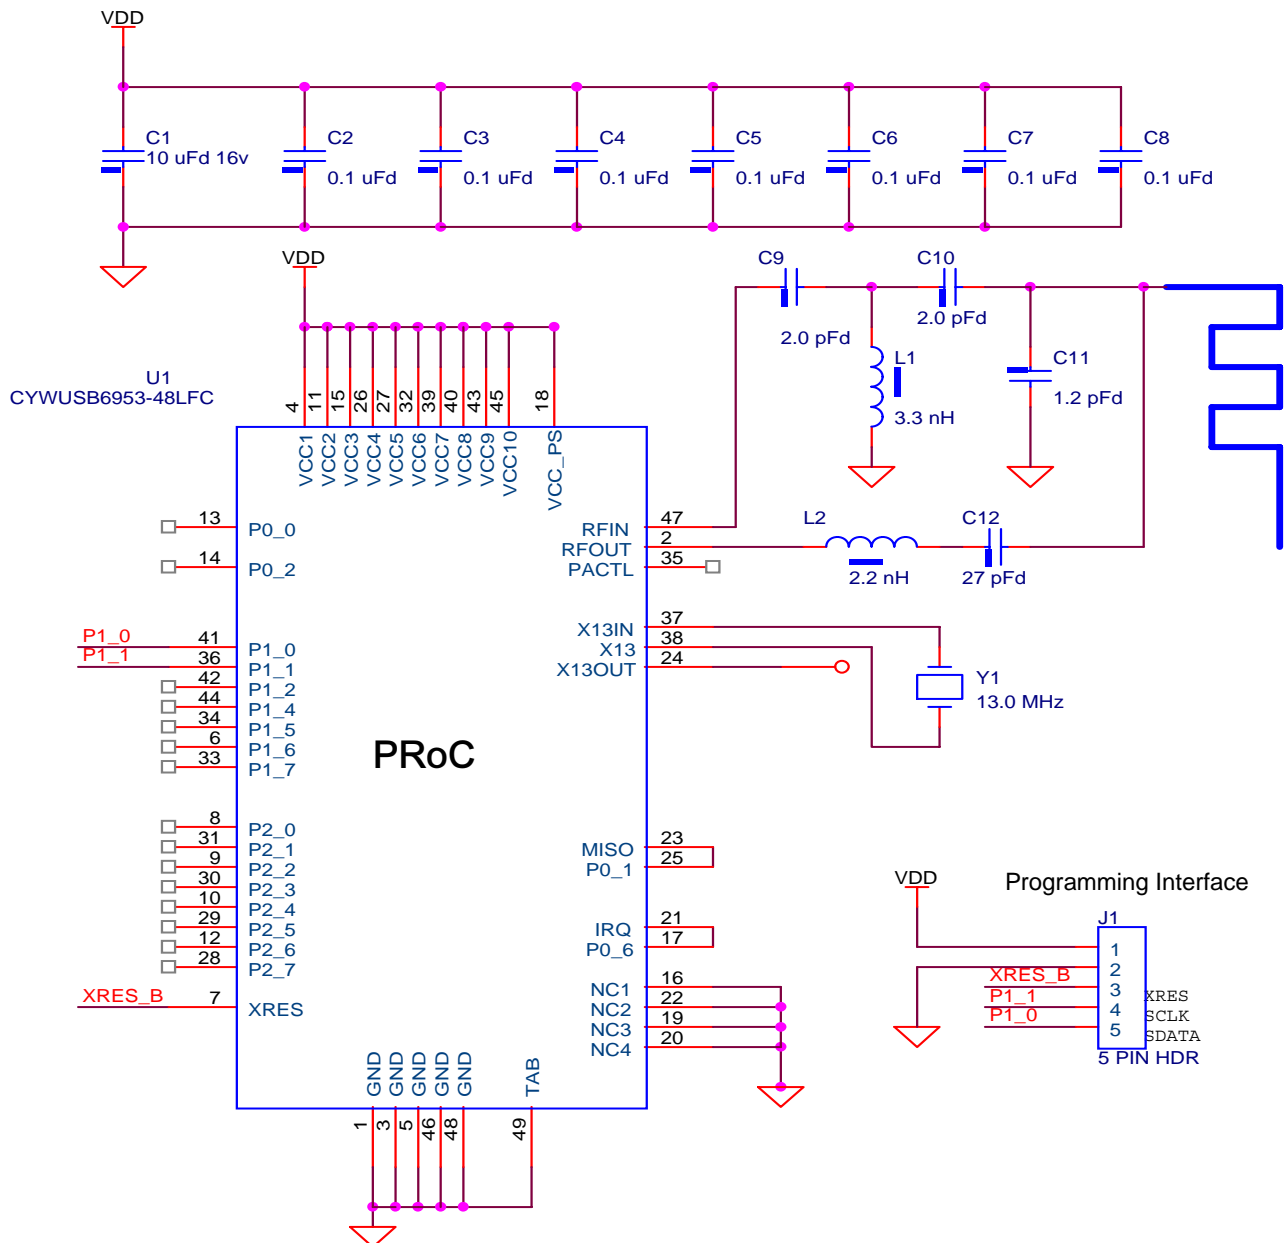 VDD
C1
10 uFd 16v
C2
0.1 uFd
C3
0.1 uFd
C4
0.1 uFd
C5
0.1 uFd
C6
0.1 uFd
C7
0.1 uFd
C8
0.1 uFd
VDD
C9
2.0 pFd
C10
2.0 pFd
L1
3.3 nH
C11
1.2 pFd
U1
CYWUSB6953-48LFC
4 11 15 26 27 32 39 40 43 45 18
VCC1 VCC2 VCC3 VCC4 VCC5 VCC6 VCC7 VCC8 VCC9 VCC10 VCC_PS
13 P0_0
14 P0_2
P1_0 41 P1_0
P1_1 36 P1_1
42 P1_2
44 P1_4
34 P1_5
6 P1_6
33 P1_7
8 P2_0
31 P2_1
9 P2_2
30 P2_3
10 P2_4
29 P2_5
12 P2_6
28 P2_7
XRES_B 7 XRES
PRoC
RFIN 47
RFOUT 2
PACTL 35
L2
2.2 nH
C12
27 pFd
X13IN 37
X13 38
X13OUT 24
Y1
13.0 MHz
MISO 23
P0_1 25
IRQ 21
P0_6 17
NC1 16
NC2 22
NC3 19
NC4 20
GND GND GND GND GND TAB
1 3 5 46 48 49
VDD
Programming Interface
J1
1
2
XRES_B 3 XRES
P1_1 4 SCLK
P1_0 5 SDATA
5 PIN HDR